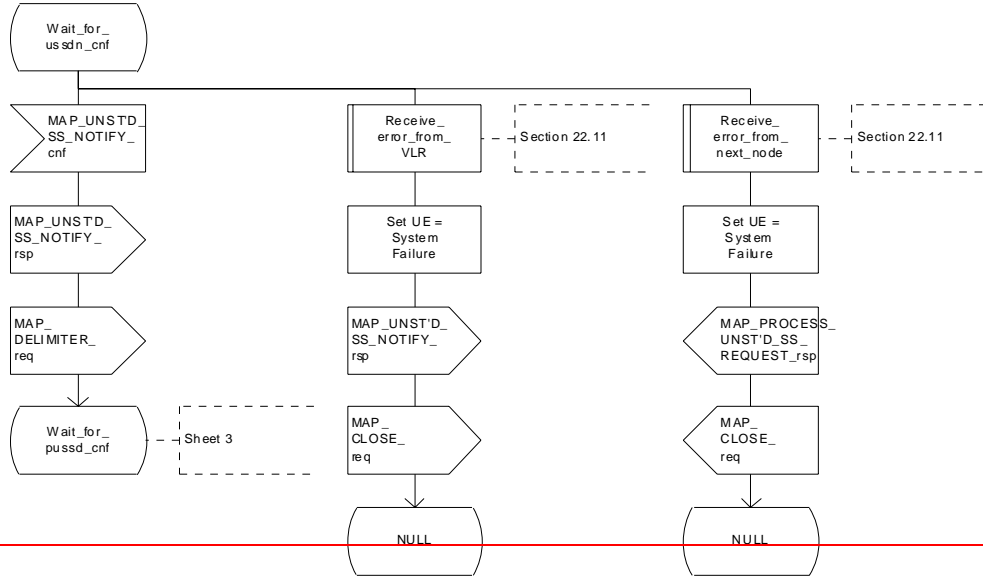 Wait_for_
ussdn_cnf
MAP_UNST'D_
SS_NOTIFY_
cnf
Receive_
error_from_
VLR
Section 22.11
Receive_
error_from_
next_node
Section 22.11
MAP_UNST'D_
SS_NOTIFY_
rsp
Set UE =
System
Failure
Set UE =
System
Failure
MAP_
DELIMITER_
req
MAP_UNST'D_
SS_NOTIFY_
rsp
MAP_PROCESS_
UNST'D_SS_
REQUEST_rsp
Wait_for_
pussd_cnf
Sheet 3
MAP_
CLOSE_
req
MAP_
CLOSE_
req
NULL
NULL